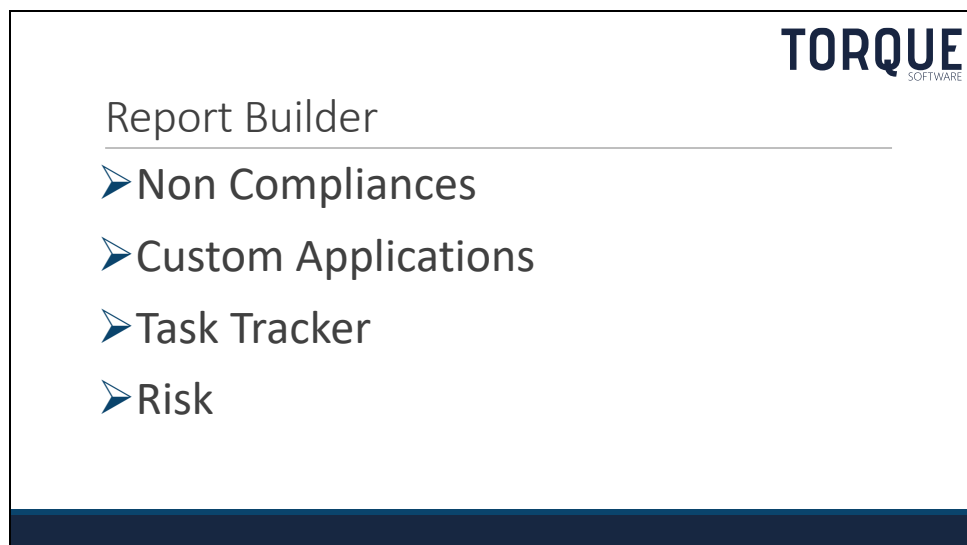 TORQUE
SOFTWARE
Report Builder
➢Non Compliances
➢Custom Applications
➢Task Tracker
➢Risk